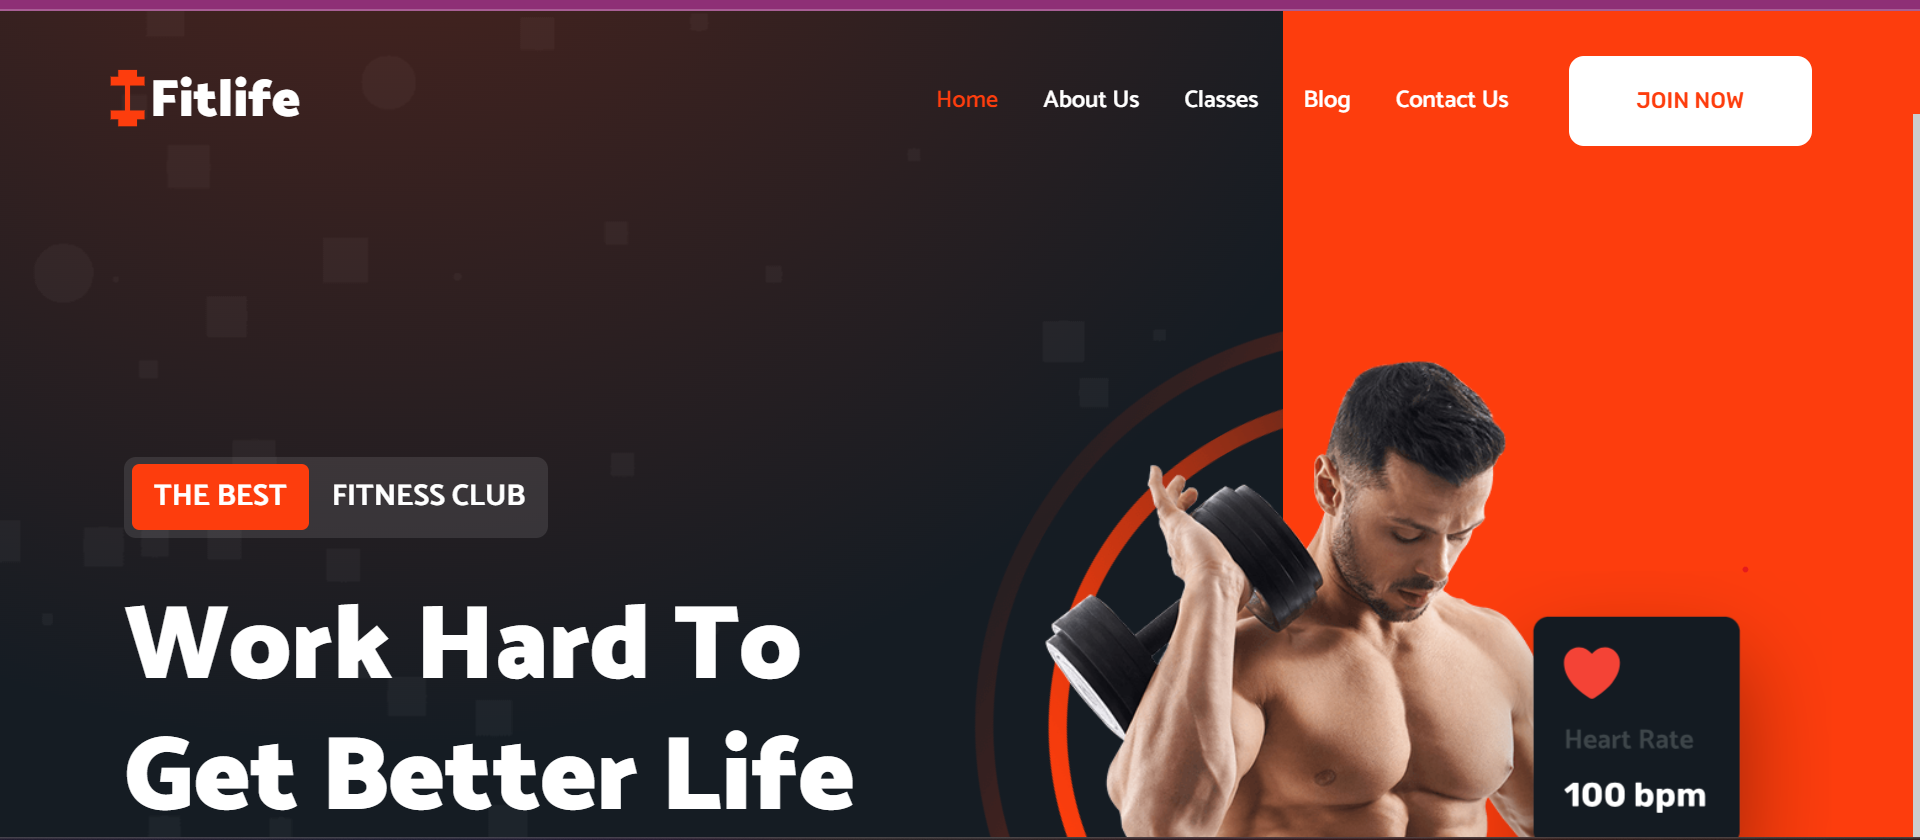 Fitlife
Home About Us Classes Blog Contact Us JOIN NOW
THE BEST FITNESS CLUB
Work Hard To
Get Better Life
Heart Rate
100 bpm